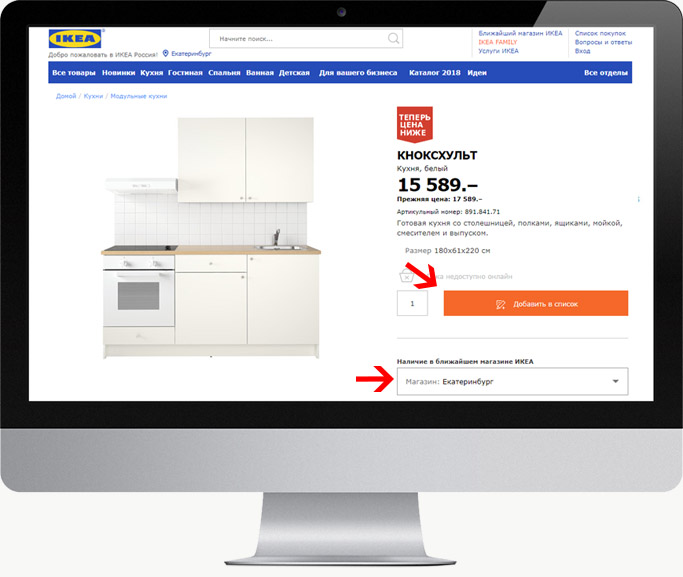 IKEA
Добро пожаловать в ИКЕА Россия! Екатеринбург
Начните поиск...
Ближайший магазин ИКЕА
IKEA FAMILY
Услуги ИКЕА
Список покупок
Вопросы и ответы
Вход
Все товары Новинки Кухня Гостиная Спальня Ванная Детская Для вашего бизнеса Каталог 2018 Идеи Все отделы
Домой / Кухни / Модульные кухни
ТЕПЕРЬ
ЦЕНА
НИЖЕ
КНОКСХУЛЬТ
Кухня, белый
15 589.–
Прежняя цена: 17 589.–
Артикульный номер: 891.841.71
Готовая кухня со столешницей, полками, ящиками, мойкой,
смесителем и выпуском.
Размер 180x61x220 см
недоступно онлайн
1
Добавить в список
Наличие в ближайшем магазине ИКЕА
Магазин: Екатеринбург